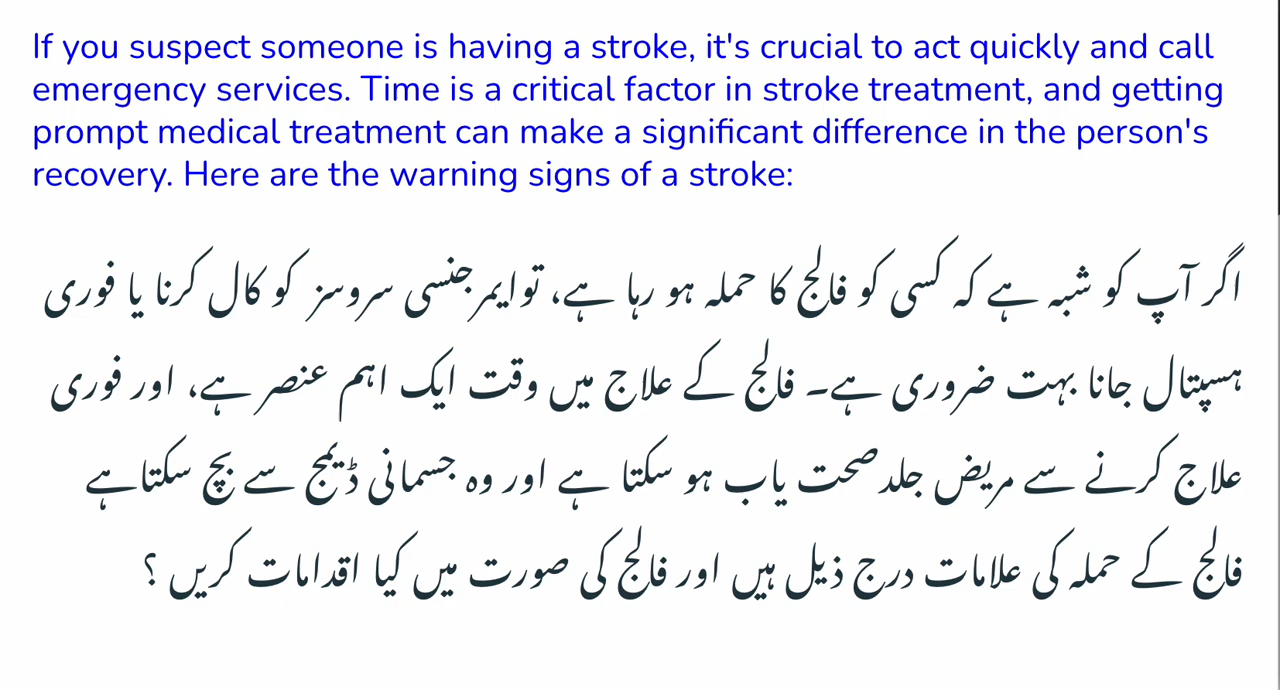 If you suspect someone is having a stroke, it's crucial to act quickly and call
emergency services. Time is a critical factor in stroke treatment, and getting
prompt medical treatment can make a significant difference in the person's
recovery. Here are the warning signs of a stroke:
اگر آپ کو شبہ ہے کہ کسی کو فالج کا حملہ ہو رہا ہے، توایمرجنسی سروسز کو کال کرنا یا فوری
ہسپتال جانا بہت ضروری ہے۔ فالج کے علاج میں وقت ایک اہم عنصر ہے، اور فوری
علاج کرنے سے مریض جلد صحت یاب ہو سکتا ہے اور وہ جسمانی ڈیمج سے بچ سکتاہے
فالج کے حملہ کی علامات درج ذیل ہیں اور فالج کی صورت میں کیا اقدامات کریں ؟